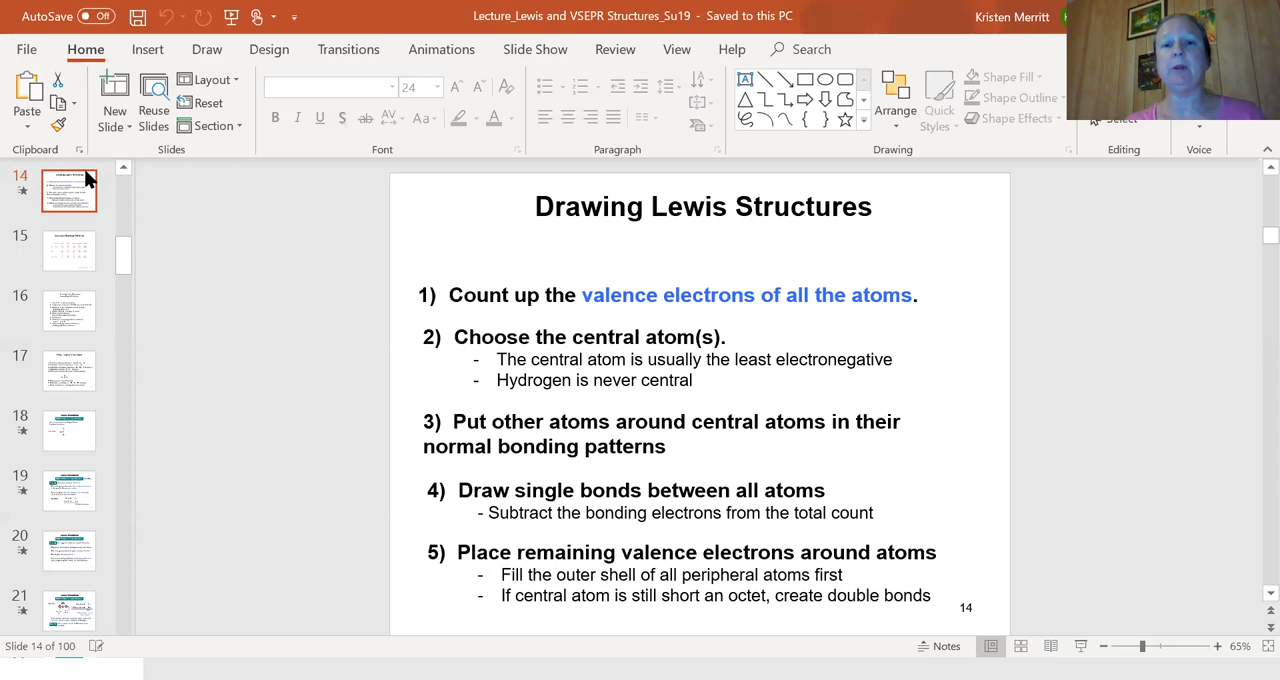 AutoSave Off Lecture_Lewis and VSEPR Structures_Su19 - Saved to this PC Kristen Merritt
File Home Insert Draw Design Transitions Animations Slide Show Review View Help Search
Paste New Slide Reuse Slides Layout Reset Section 24 Arrange Quick Styles Shape Fill Shape Outline Shape Effects Select
B I U S ab AV Aa A
Clipboard Slides Font Paragraph Drawing Editing Voice
14
15
16
17
18
19
20
21
Drawing Lewis Structures
1) Count up the valence electrons of all the atoms.
2) Choose the central atom(s).
- The central atom is usually the least electronegative
- Hydrogen is never central
3) Put other atoms around central atoms in their
normal bonding patterns
4) Draw single bonds between all atoms
- Subtract the bonding electrons from the total count
5) Place remaining valence electrons around atoms
- Fill the outer shell of all peripheral atoms first
- central atom is still short an octet, create double bonds
14
Slide 14 of 100 Notes 65%